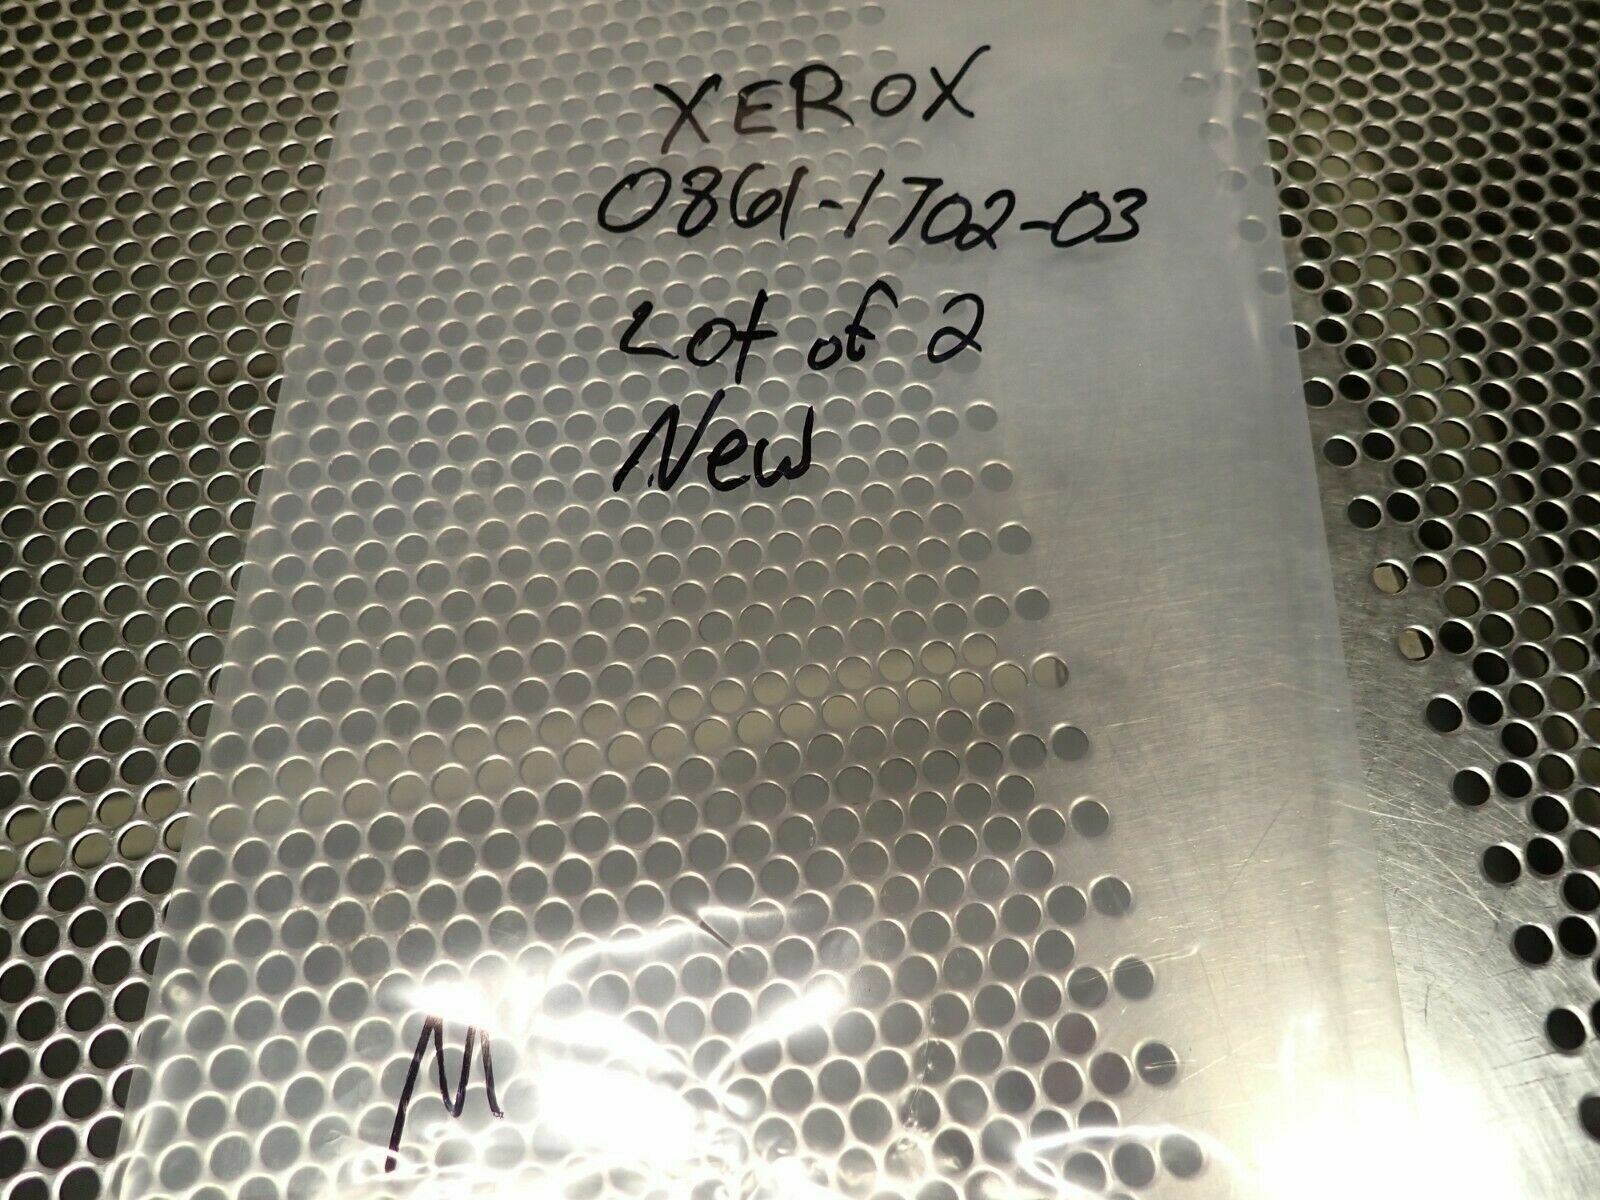 XEROX
0861-1702-03
Lot of 2
New
M